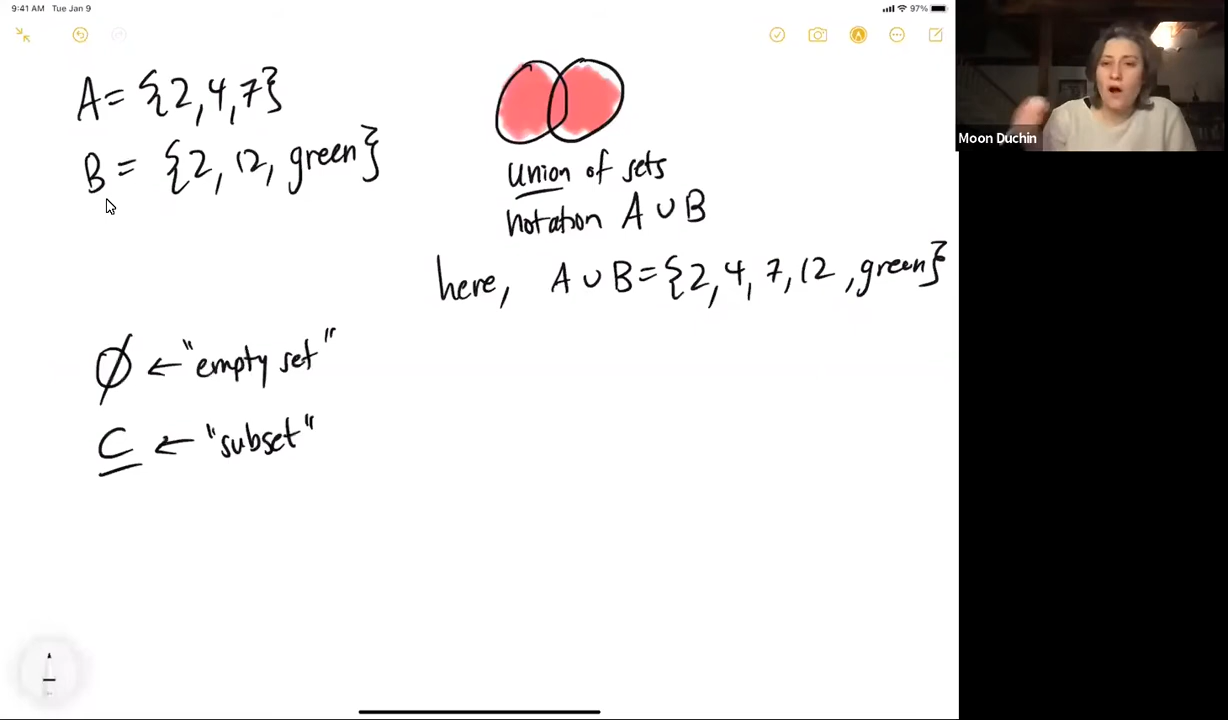 9:41 AM Tue Jan 9
97%
A = {2, 4, 7}
B = {2, 12, green}
union of sets
notation A ∪ B
here, A ∪ B = {2, 4, 7, 12, green}
∅ ← "empty set"
⊆ ← "subset"
Moon Duchin